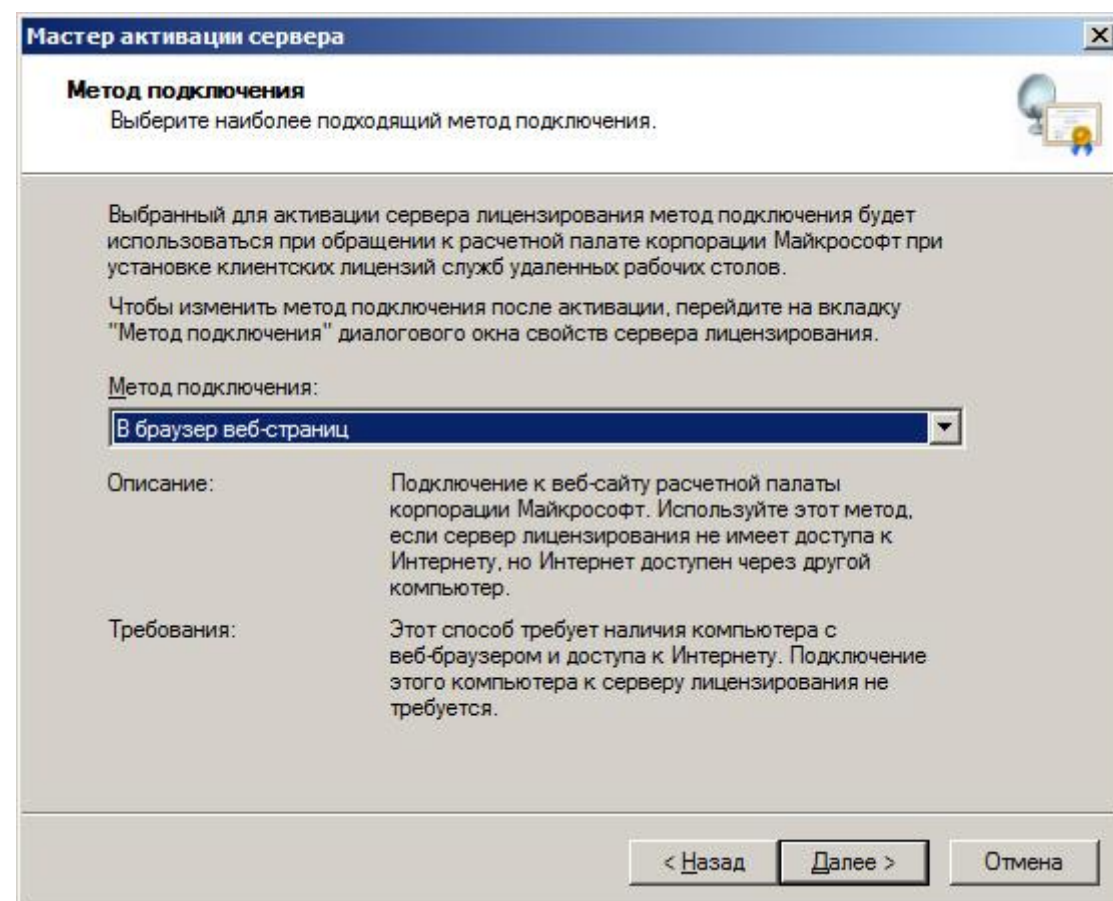 Мастер активации сервера
Метод подключения
Выберите наиболее подходящий метод подключения.
Выбранный для активации сервера лицензирования метод подключения будет
использоваться при обращении к расчетной палате корпорации Майкрософт при
установке клиентских лицензий служб удаленных рабочих столов.
Чтобы изменить метод подключения после активации, перейдите на вкладку
"Метод подключения" диалогового окна свойств сервера лицензирования.
Метод подключения:
В браузер веб-страниц
Описание:
Подключение к веб-сайту расчетной палаты
корпорации Майкрософт. Используйте этот метод,
если сервер лицензирования не имеет доступа к
Интернету, но Интернет доступен через другой
компьютер.
Требования:
Этот способ требует наличия компьютера с
веб-браузером и доступа к Интернету. Подключение
этого компьютера к серверу лицензирования не
требуется.
< Назад
Далее >
Отмена